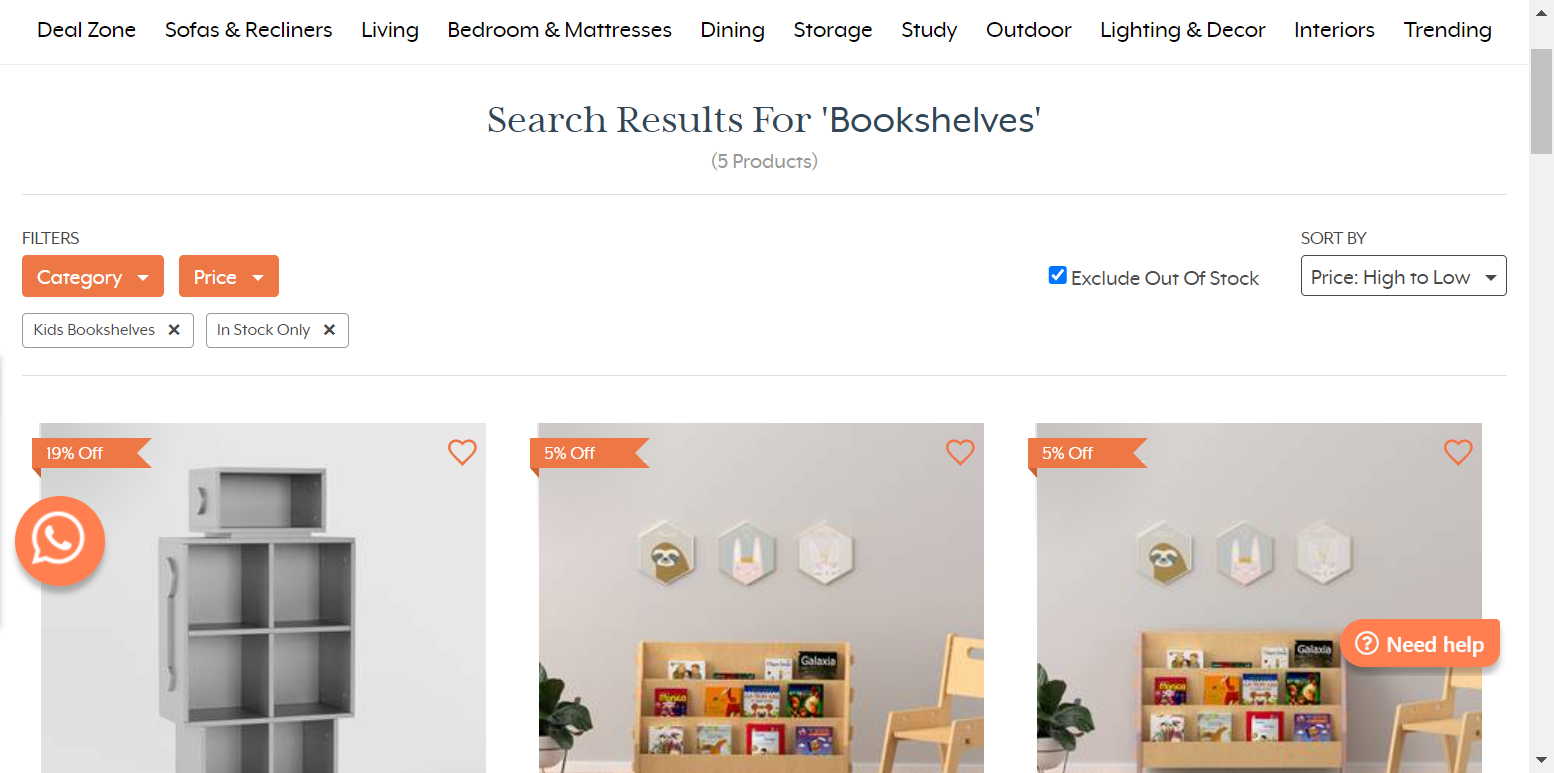 Deal Zone Sofas & Recliners Living Bedroom & Mattresses Dining Storage Study Outdoor Lighting & Decor Interiors Trending
Search Results For 'Bookshelves'
(5 Products)
FILTERS
SORT BY
Category Price
Exclude Out Of Stock
Price: High to Low
Kids Bookshelves ✕ In Stock Only ✕
19% Off
5% Off
5% Off
Galaxia
Galaxia
Monica
Need help